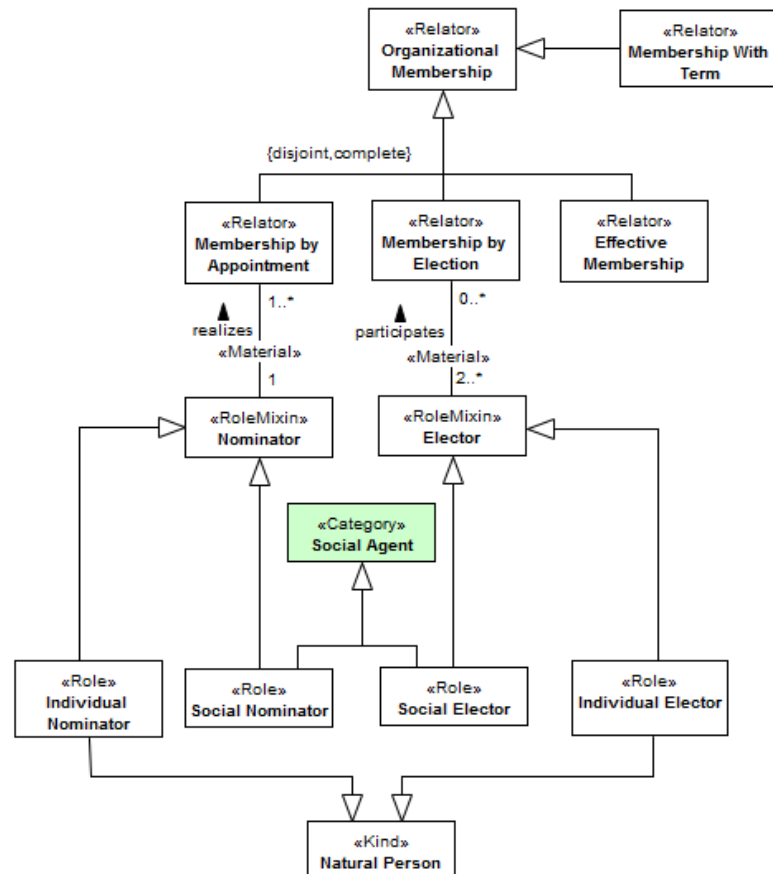 «Relator»
Organizational
Membership
«Relator»
Membership With
Term
{disjoint,complete}
«Relator»
Membership by
Appointment
«Relator»
Membership by
Election
«Relator»
Effective
Membership
1..*
realizes
«Material»
1
0..*
participates
«Material»
2..*
«RoleMixin»
Nominator
«RoleMixin»
Elector
«Category»
Social Agent
«Role»
Individual
Nominator
«Role»
Social Nominator
«Role»
Social Elector
«Role»
Individual Elector
«Kind»
Natural Person